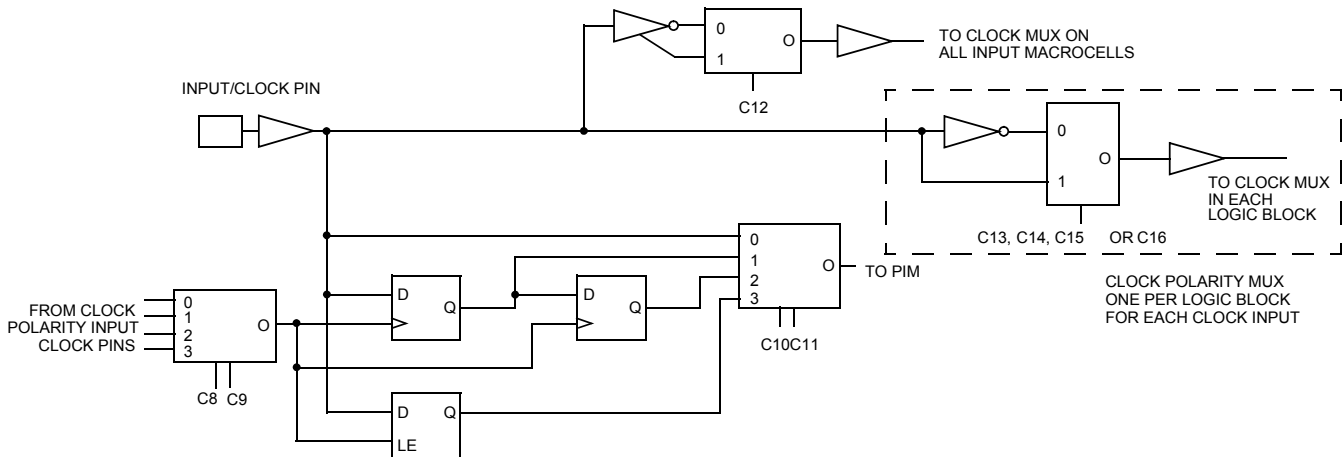 0
O
1
TO CLOCK MUX ON
ALL INPUT MACROCELLS
C12
INPUT/CLOCK PIN
0
O
1
TO CLOCK MUX
IN EACH
LOGIC BLOCK
C13, C14, C15 OR C16
CLOCK POLARITY MUX
ONE PER LOGIC BLOCK
FOR EACH CLOCK INPUT
0
1
2
3
O
TO PIM
C10C11
D
Q
D
Q
FROM CLOCK
POLARITY INPUT
CLOCK PINS
0
1
2
3
O
C8 C9
D
Q
LE